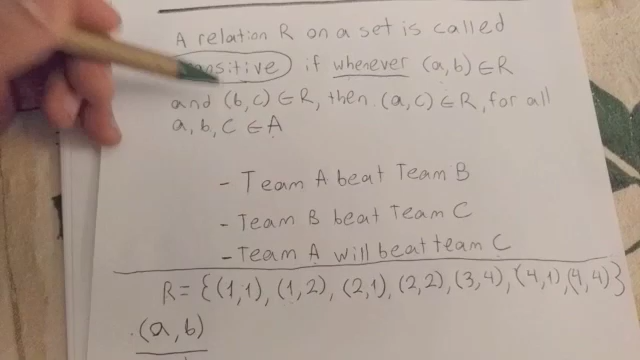 A relation R on a set is called
if whenever (a,b) ∈ R
and (b,c) ∈ R, then (a,c) ∈ R, for all
a, b, c ∈ A
- Team A beat Team B
- Team B beat Team C
- Team A will beat team C
R = {(1,1), (1,2), (2,1), (2,2), (3,4), (4,1), (4,4)}
(a,b)